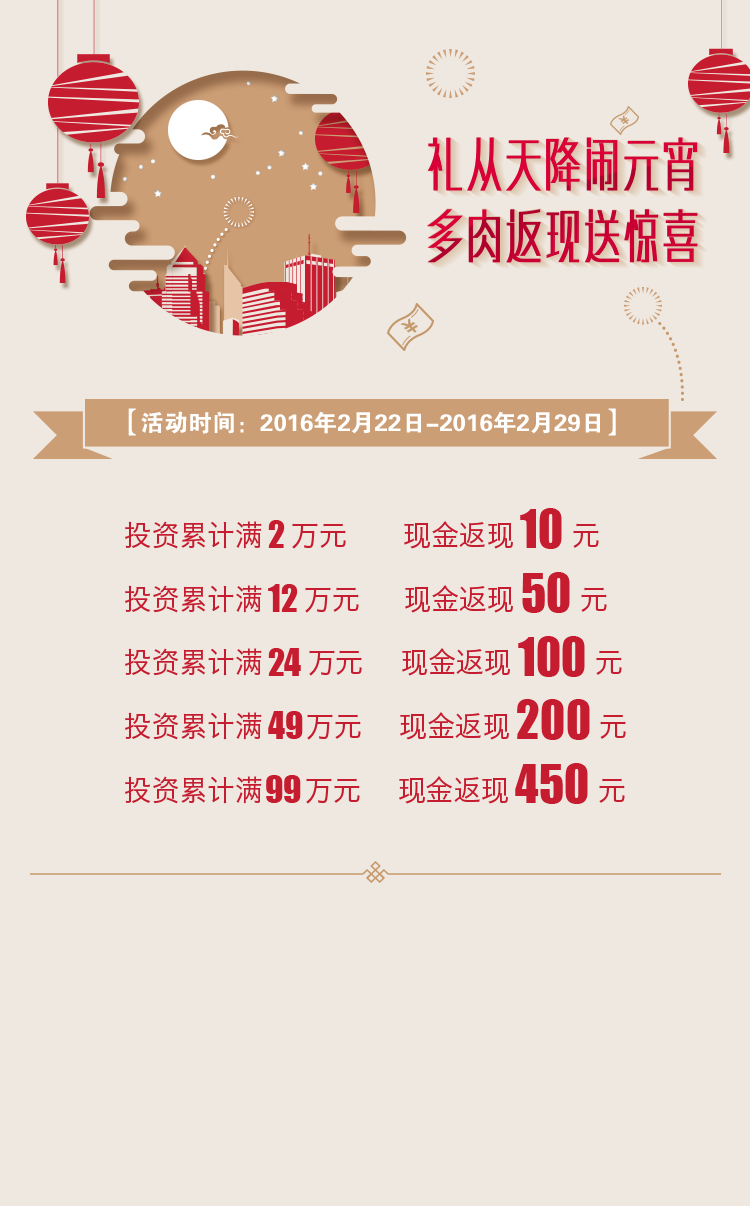 礼从天降闹元宵
多肉返现送惊喜
【活动时间：2016年2月22日-2016年2月29日】
投资累计满2万元 现金返现10元
投资累计满12万元 现金返现50元
投资累计满24万元 现金返现100元
投资累计满49万元 现金返现200元
投资累计满99万元 现金返现450元